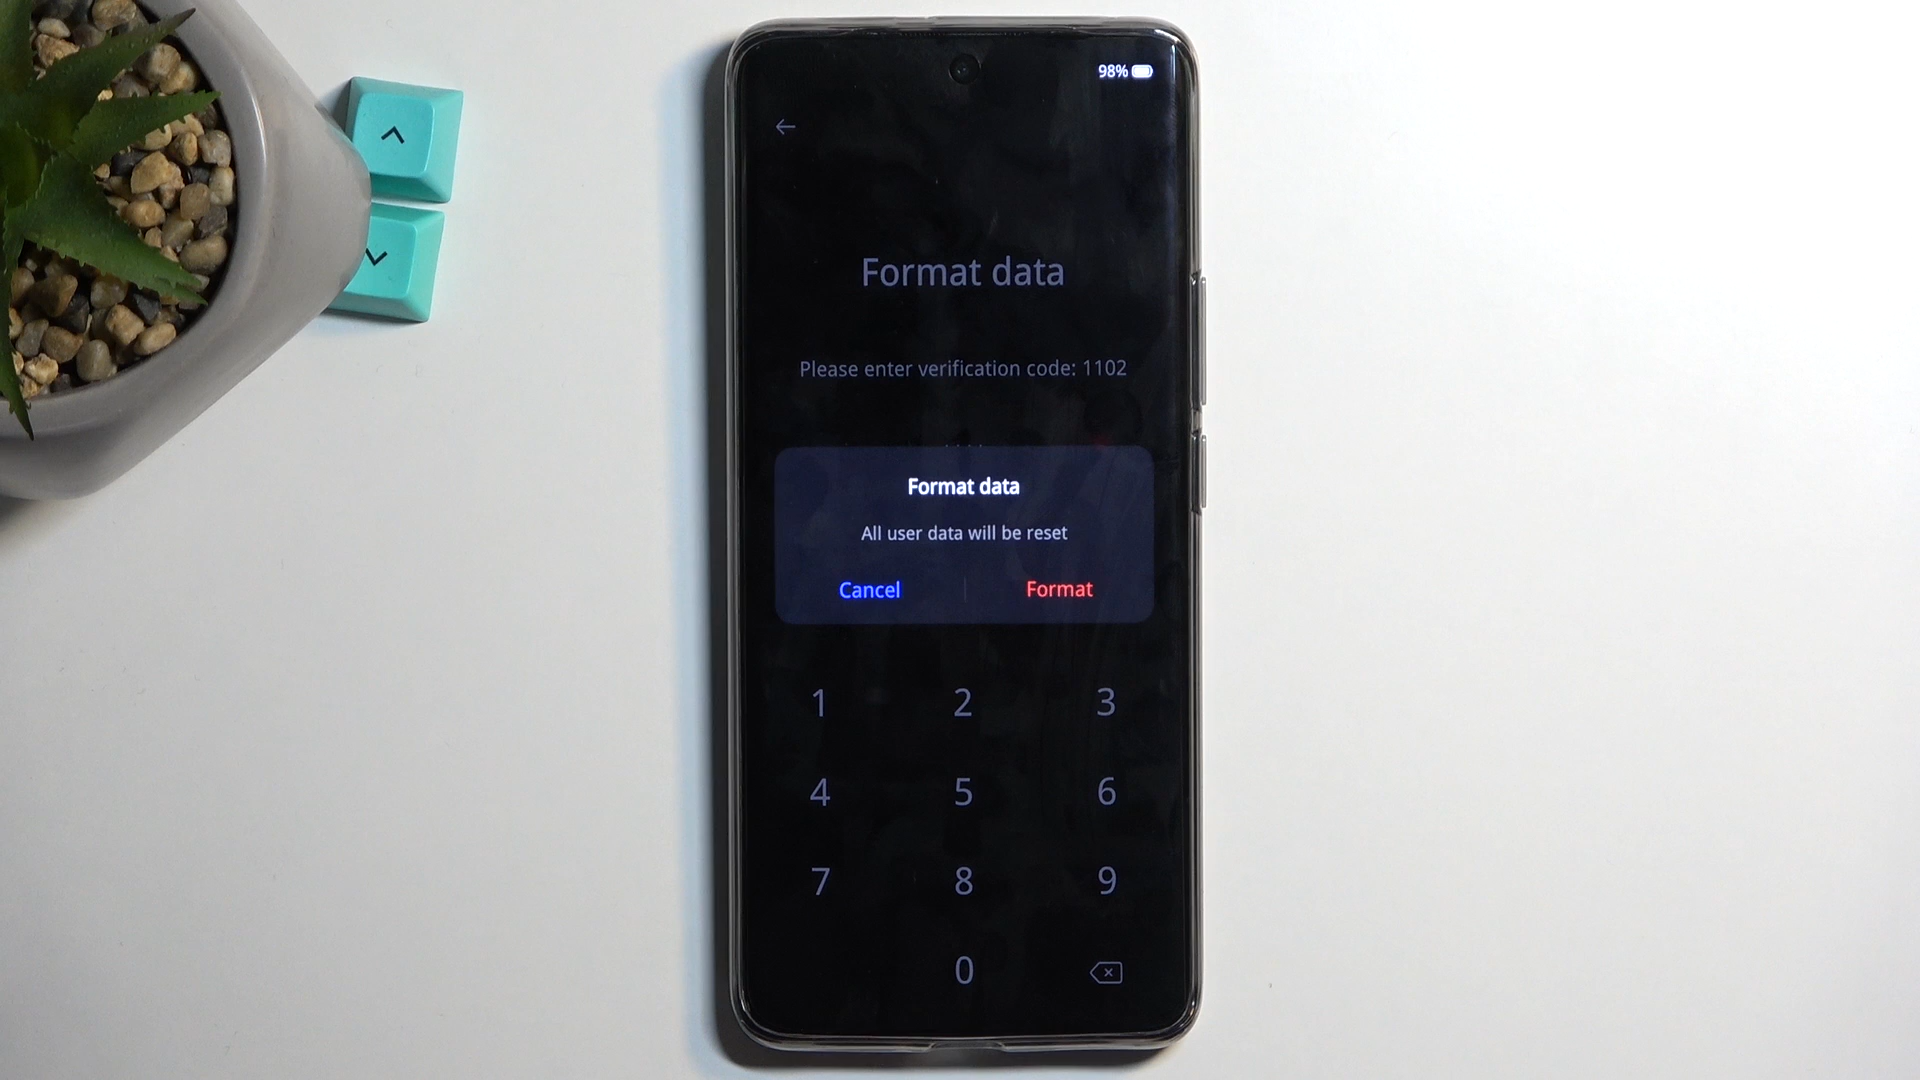 98%
Format data
Please enter verification code: 1102
Format data
All user data will be reset
Cancel Format
1 2 3
4 5 6
7 8 9
0